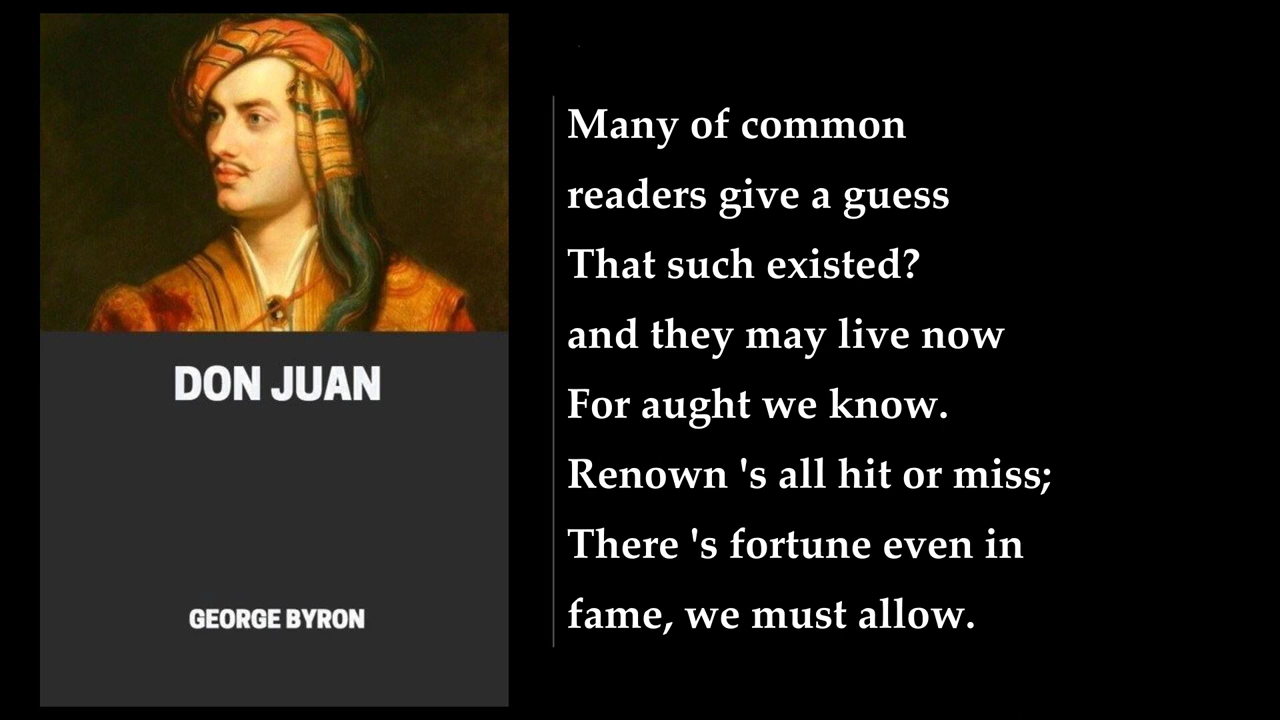 DON JUAN
GEORGE BYRON
Many of common
readers give a guess
That such existed?
and they may live now
For aught we know.
Renown 's all hit or miss;
There 's fortune even in
fame, we must allow.